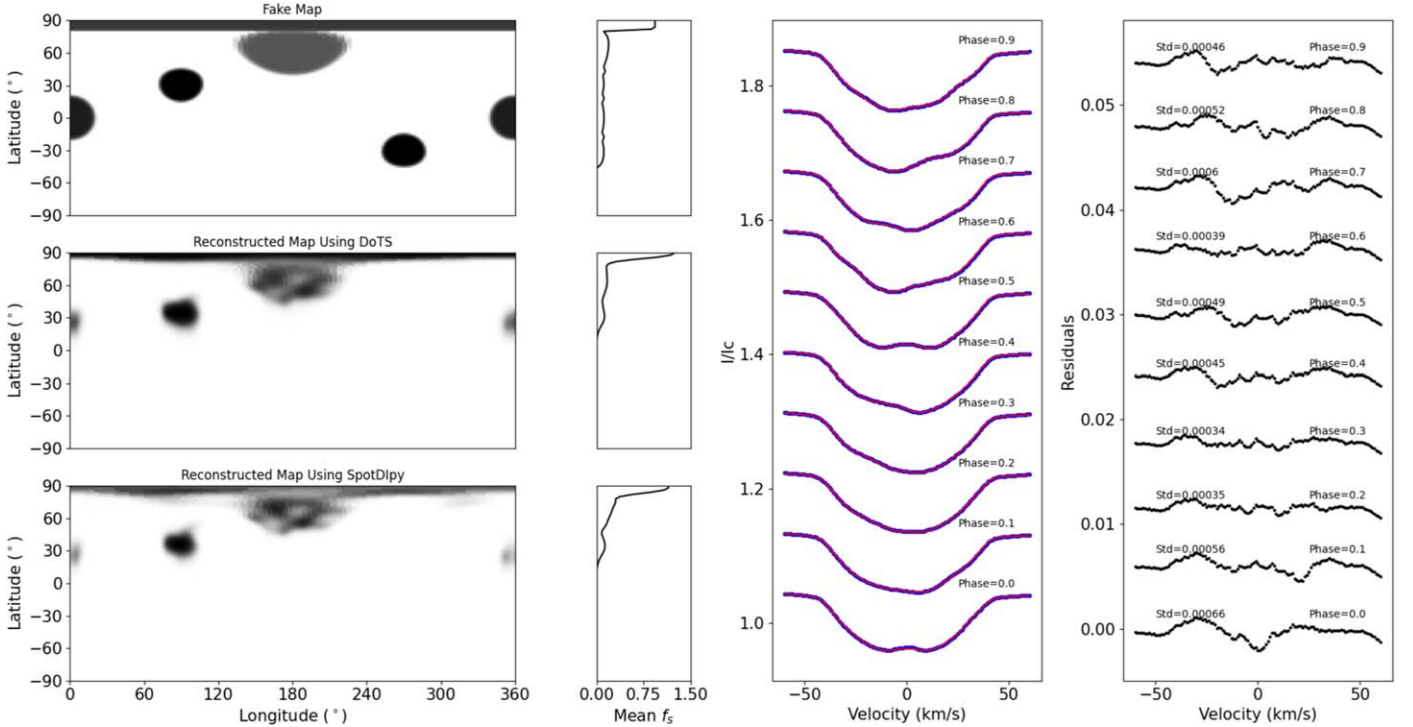 Fake Map
90
60
30
0
−30
−60
−90
Latitude (°)
Reconstructed Map Using DoTS
90
60
30
0
−30
−60
−90
Latitude (°)
Reconstructed Map Using SpotDIpy
90
60
30
0
−30
−60
−90
Latitude (°)
0 60 120 180 240 300 360
Longitude (°)
0.00 0.75 1.50
Mean fs
1.8
1.6
1.4
1.2
1.0
I/Ic
Phase=0.9
Phase=0.8
Phase=0.7
Phase=0.6
Phase=0.5
Phase=0.4
Phase=0.3
Phase=0.2
Phase=0.1
Phase=0.0
−50 0 50
Velocity (km/s)
0.05
0.04
0.03
0.02
0.01
0.00
Residuals
Std=0.00046 Phase=0.9
Std=0.00052 Phase=0.8
Std=0.0006 Phase=0.7
Std=0.00039 Phase=0.6
Std=0.00049 Phase=0.5
Std=0.00045 Phase=0.4
Std=0.00034 Phase=0.3
Std=0.00035 Phase=0.2
Std=0.00056 Phase=0.1
Std=0.00066 Phase=0.0
−50 0 50
Velocity (km/s)